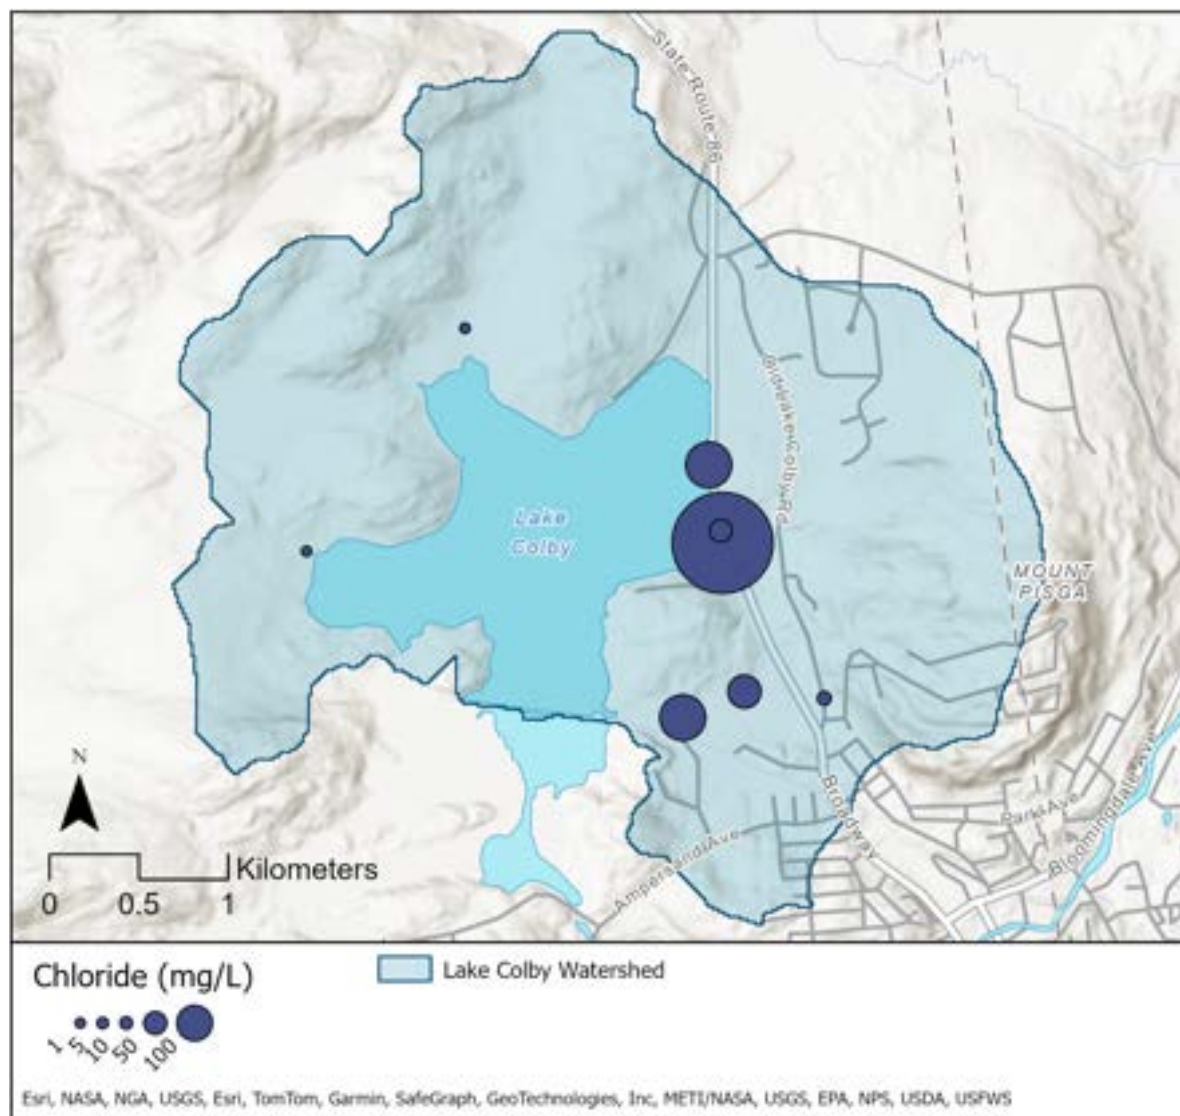 State Route 86
Old Lake Colby Rd
Lake
Colby
MOUNT
PISGA
N
Kilometers
0 0.5 1
Broadway
Park Ave
Bloomingdale Ave
Ampersand Ave
Chloride (mg/L)
Lake Colby Watershed
1 5 10 50 100
Esri, NASA, NGA, USGS, Esri, TomTom, Garmin, SafeGraph, GeoTechnologies, Inc, METI/NASA, USGS, EPA, NPS, USDA, USFWS